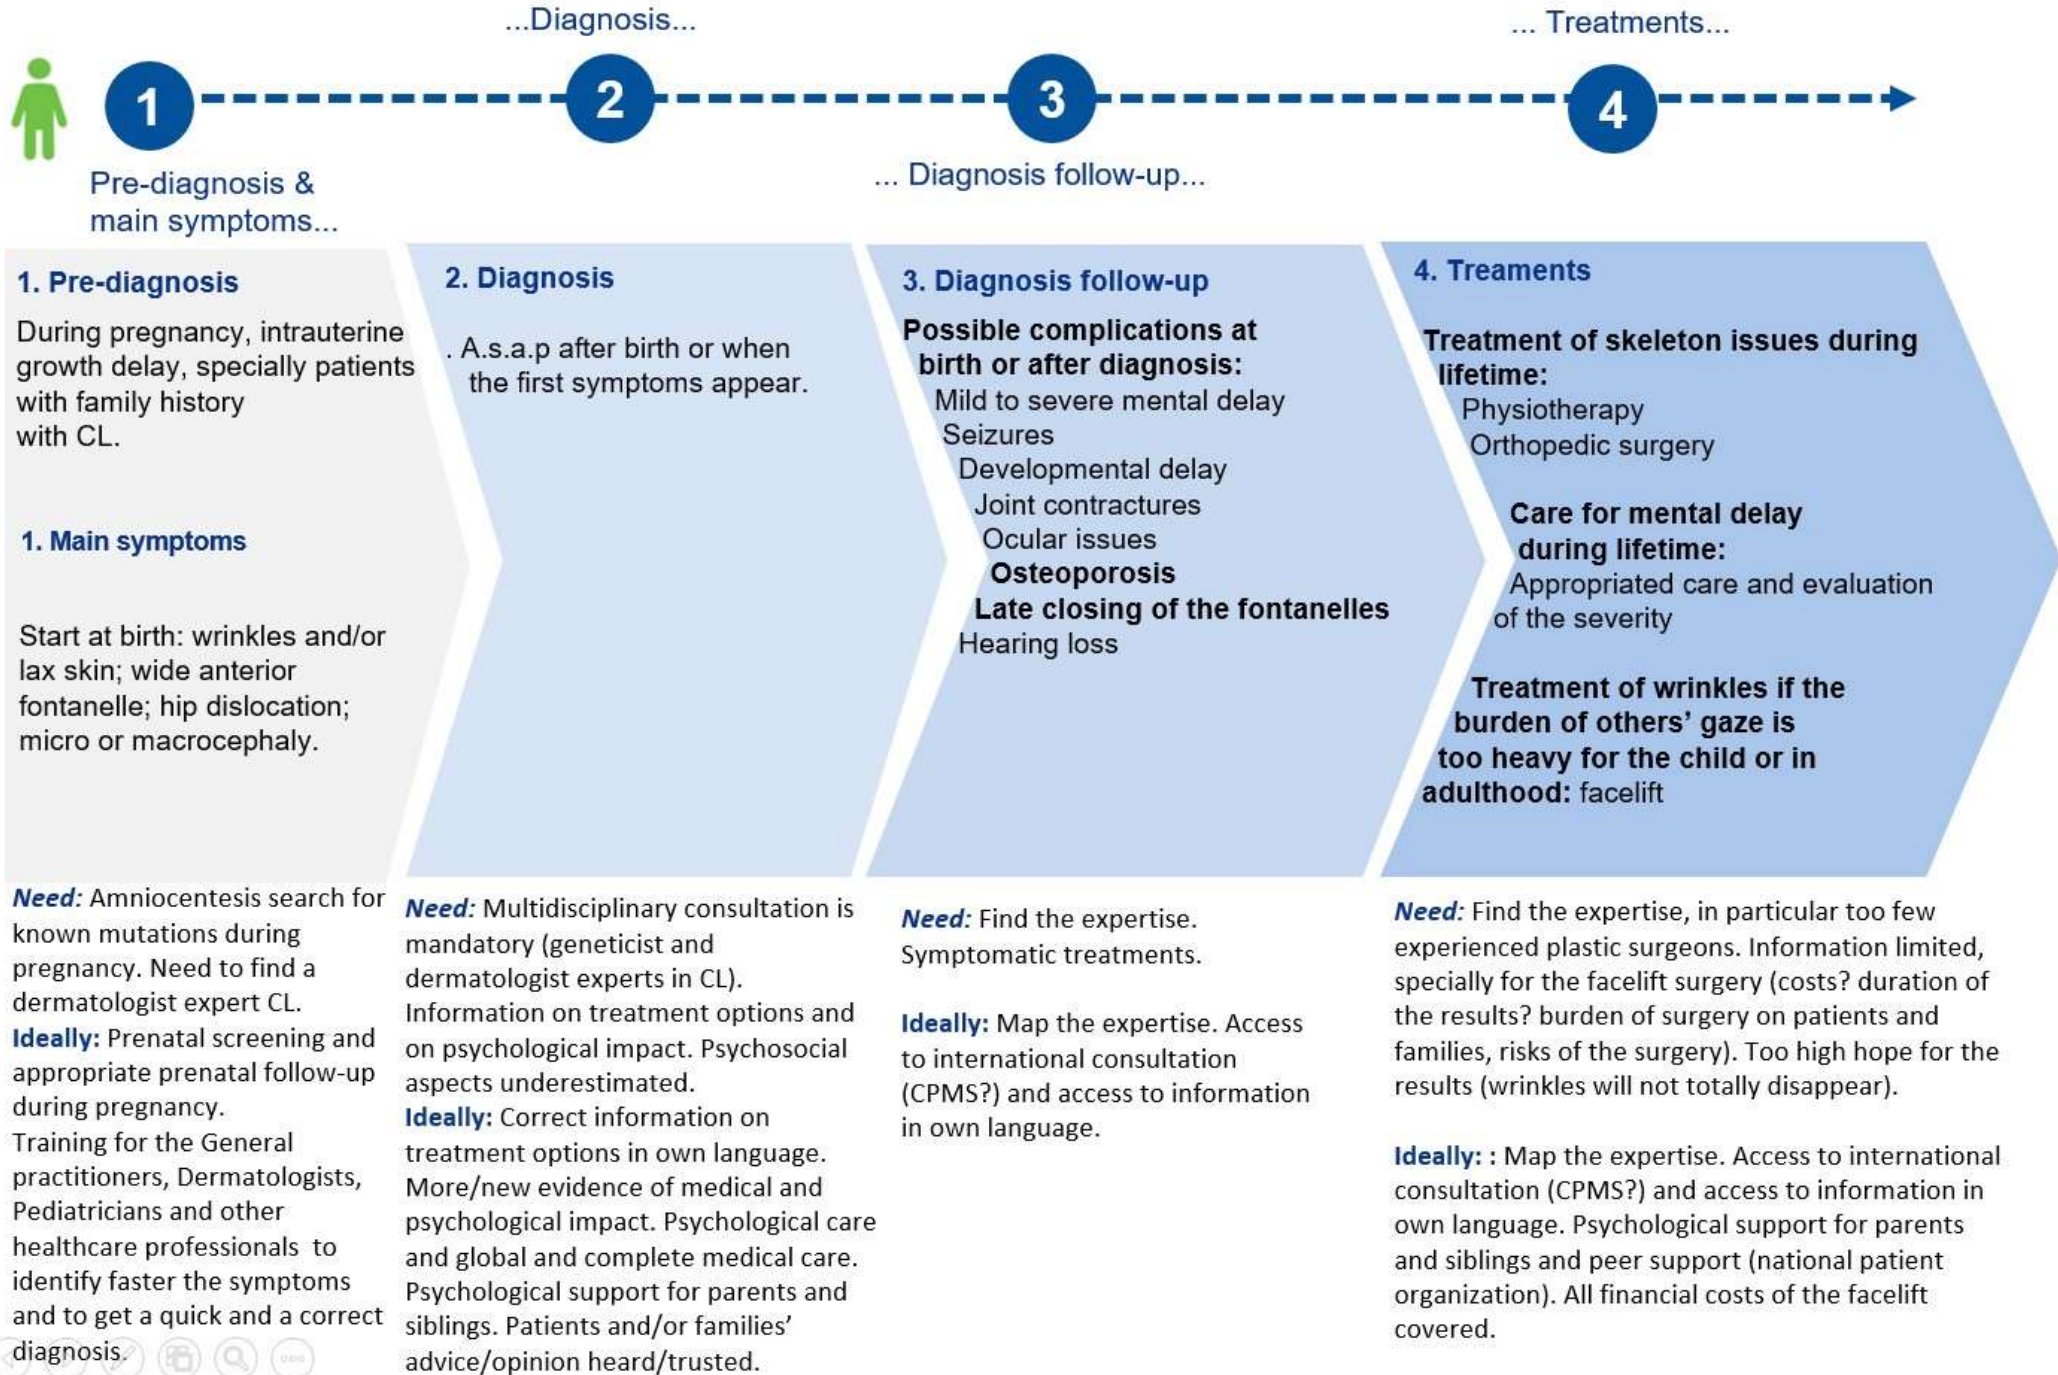 ...Diagnosis...
... Treatments...
1
2
3
4
Pre-diagnosis &
main symptoms...
... Diagnosis follow-up...
1. Pre-diagnosis
During pregnancy, intrauterine
growth delay, specially patients
with family history
with CL.
1. Main symptoms
Start at birth: wrinkles and/or
lax skin; wide anterior
fontanelle; hip dislocation;
micro or macrocephaly.
2. Diagnosis
. A.s.a.p after birth or when
the first symptoms appear.
3. Diagnosis follow-up
Possible complications at
birth or after diagnosis:
Mild to severe mental delay
Seizures
Developmental delay
Joint contractures
Ocular issues
Osteoporosis
Late closing of the fontanelles
Hearing loss
4. Treaments
Treatment of skeleton issues during
lifetime:
Physiotherapy
Orthopedic surgery
Care for mental delay
during lifetime:
Appropriated care and evaluation
of the severity
Treatment of wrinkles if the
burden of others’ gaze is
too heavy for the child or in
adulthood: facelift
Need: Amniocentesis search for
known mutations during
pregnancy. Need to find a
dermatologist expert CL.
Ideally: Prenatal screening and
appropriate prenatal follow-up
during pregnancy.
Training for the General
practitioners, Dermatologists,
Pediatricians and other
healthcare professionals to
identify faster the symptoms
and to get a quick and a correct
diagnosis.
Need: Multidisciplinary consultation is
mandatory (geneticist and
dermatologist experts in CL).
Information on treatment options and
on psychological impact. Psychosocial
aspects underestimated.
Ideally: Correct information on
treatment options in own language.
More/new evidence of medical and
psychological impact. Psychological care
and global and complete medical care.
Psychological support for parents and
siblings. Patients and/or families’
advice/opinion heard/trusted.
Need: Find the expertise.
Symptomatic treatments.
Ideally: Map the expertise. Access
to international consultation
(CPMS?) and access to information
in own language.
Need: Find the expertise, in particular too few
experienced plastic surgeons. Information limited,
specially for the facelift surgery (costs? duration of
the results? burden of surgery on patients and
families, risks of the surgery). Too high hope for the
results (wrinkles will not totally disappear).
Ideally: : Map the expertise. Access to international
consultation (CPMS?) and access to information in
own language. Psychological support for parents
and siblings and peer support (national patient
organization). All financial costs of the facelift
covered.